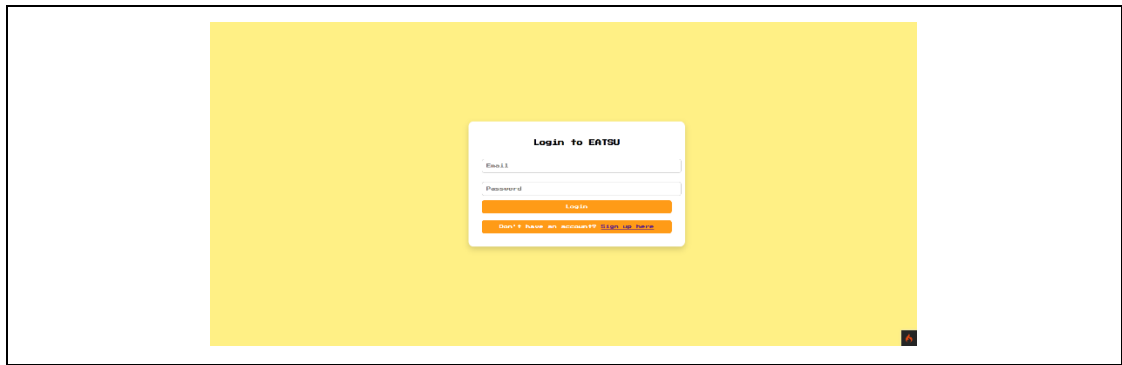 Login to EATSU
Email
Password
Login
Don't have an account? Sign up here